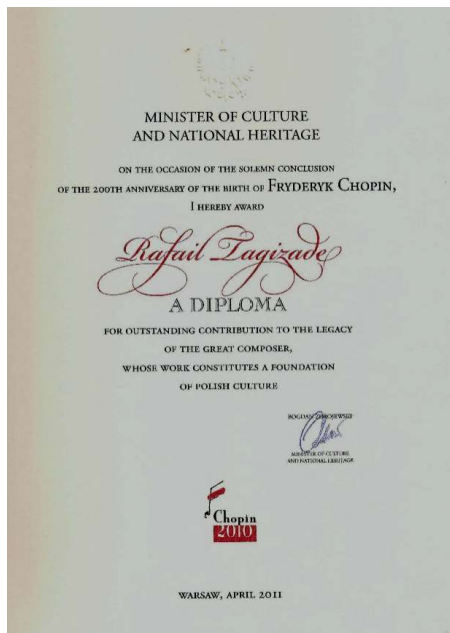 MINISTER OF CULTURE
AND NATIONAL HERITAGE
ON THE OCCASION OF THE SOLEMN CONCLUSION
OF THE 200TH ANNIVERSARY OF THE BIRTH OF FRYDERYK CHOPIN,
I HEREBY AWARD
Rafail Tagizade
A DIPLOMA
FOR OUTSTANDING CONTRIBUTION TO THE LEGACY
OF THE GREAT COMPOSER,
WHOSE WORK CONSTITUTES A FOUNDATION
OF POLISH CULTURE
BOGDAN ZDROJEWSKI
MINISTER OF CULTURE
AND NATIONAL HERITAGE
Chopin
2010
WARSAW, APRIL 2011